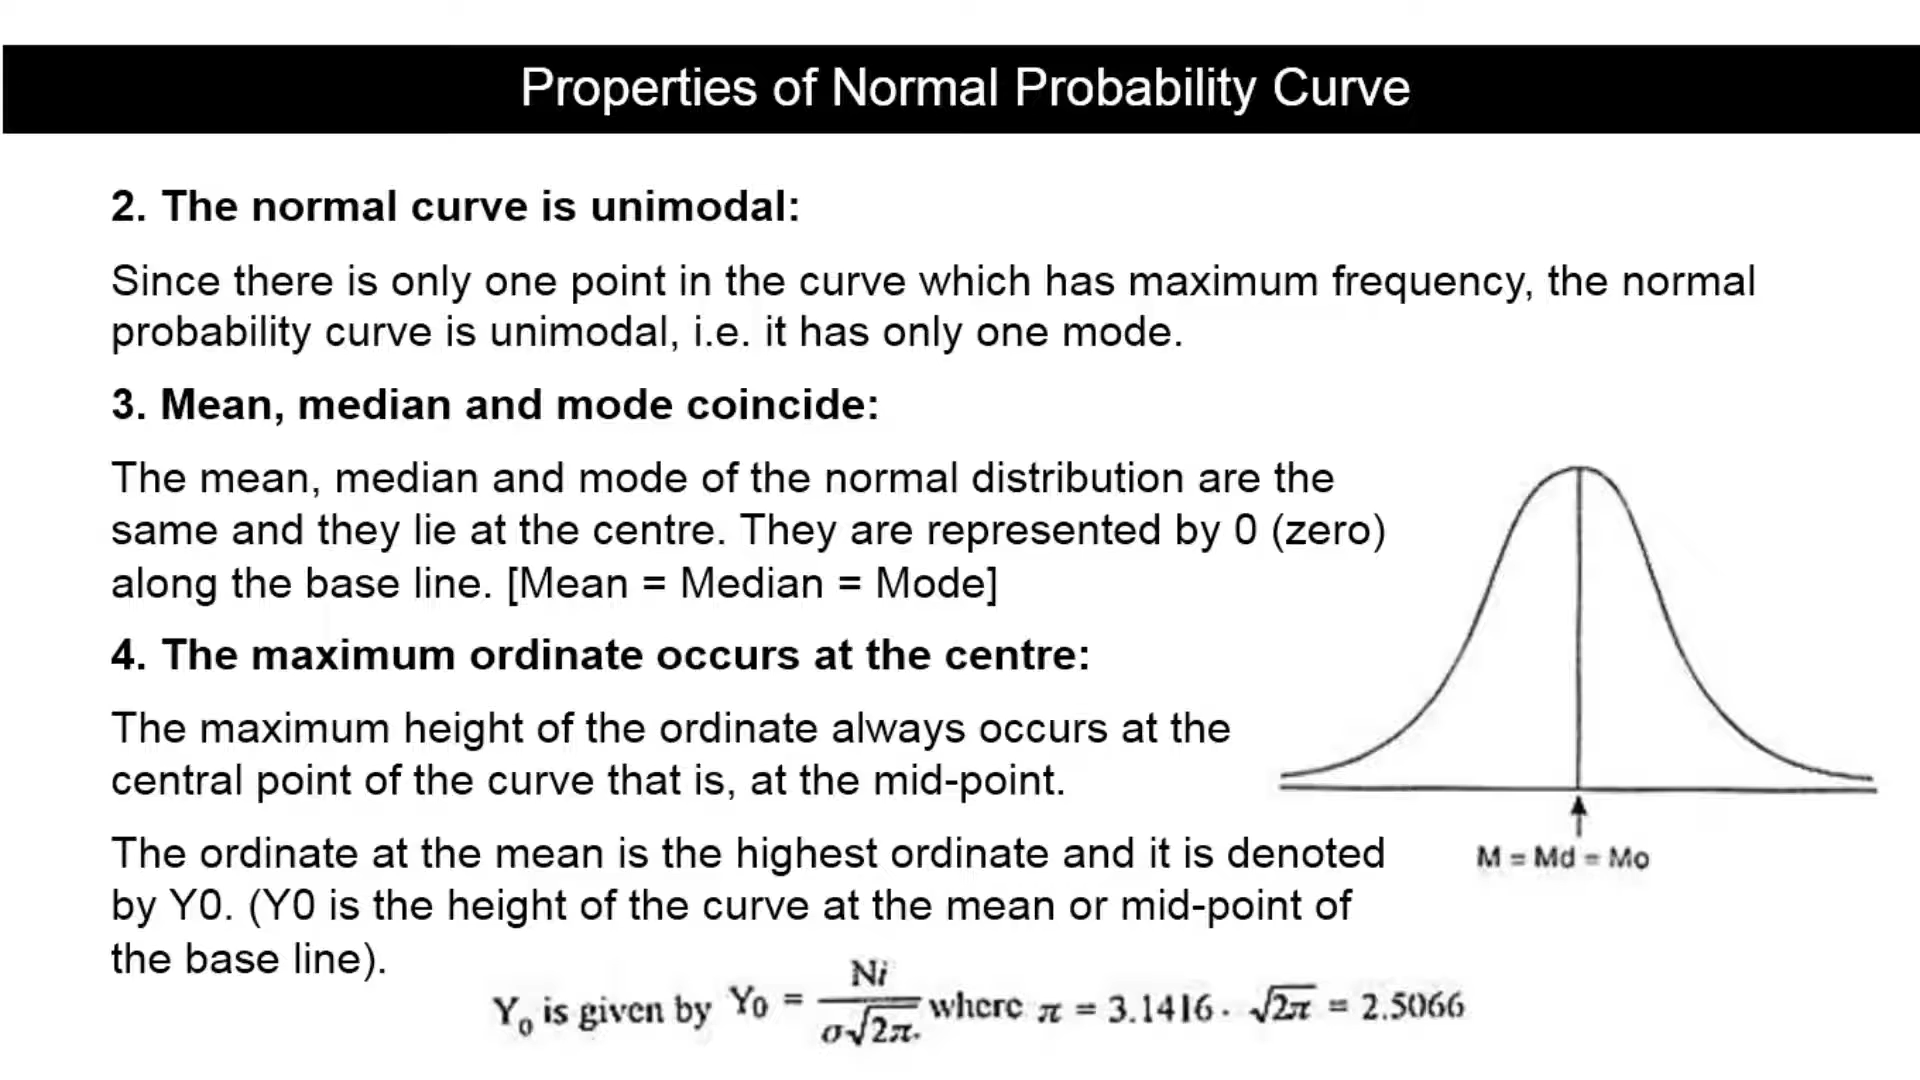 Properties of Normal Probability Curve
2. The normal curve is unimodal:
Since there is only one point in the curve which has maximum frequency, the normal
probability curve is unimodal, i.e. it has only one mode.
3. Mean, median and mode coincide:
The mean, median and mode of the normal distribution are the
same and they lie at the centre. They are represented by 0 (zero)
along the base line. [Mean = Median = Mode]
4. The maximum ordinate occurs at the centre:
The maximum height of the ordinate always occurs at the
central point of the curve that is, at the mid-point.
The ordinate at the mean is the highest ordinate and it is denoted
by Y0. (Y0 is the height of the curve at the mean or mid-point of
the base line).
M = Md = Mo
Y₀ is given by Y₀ = Ni / σ√2π. where π = 3.1416. √2π = 2.5066